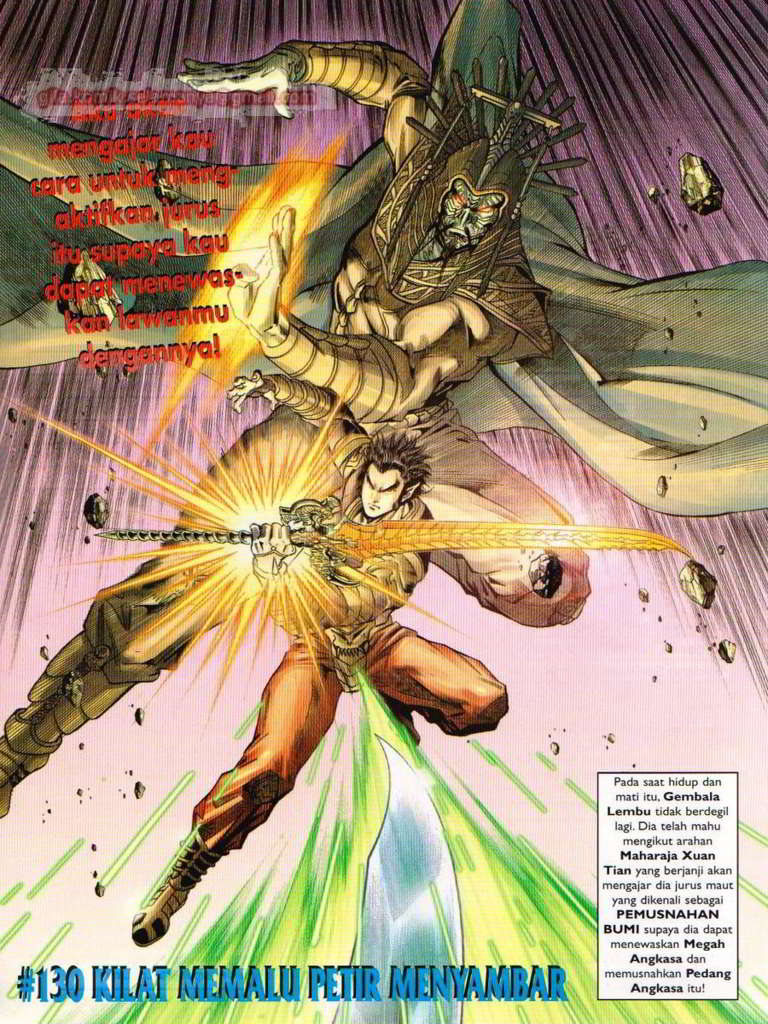 Aku akan
mengajar kau
cara untuk meng-
aktifkan jurus
itu supaya kau
dapat menewas-
kan lawanmu
dengannya!
Pada saat hidup dan
mati itu, Gembala
Lembu tidak berdegil
lagi. Dia telah mahu
mengikut arahan
Maharaja Xuan
Tian yang berjanji akan
mengajar dia jurus maut
yang dikenali sebagai
PEMUSNAHAN
BUMI supaya dia dapat
menewaskan Megah
Angkasa dan
memusnahkan Pedang
Angkasa itu!
#130 KILAT MEMALU PETIR MENYAMBAR